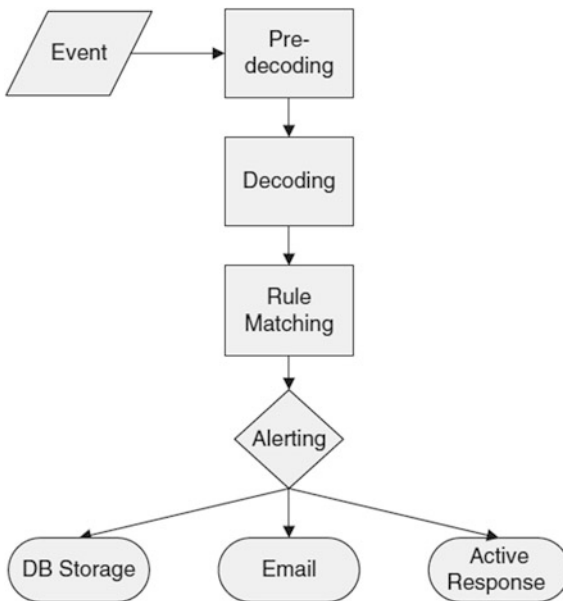 Event
Pre-
decoding
Decoding
Rule
Matching
Alerting
DB Storage
Email
Active
Response